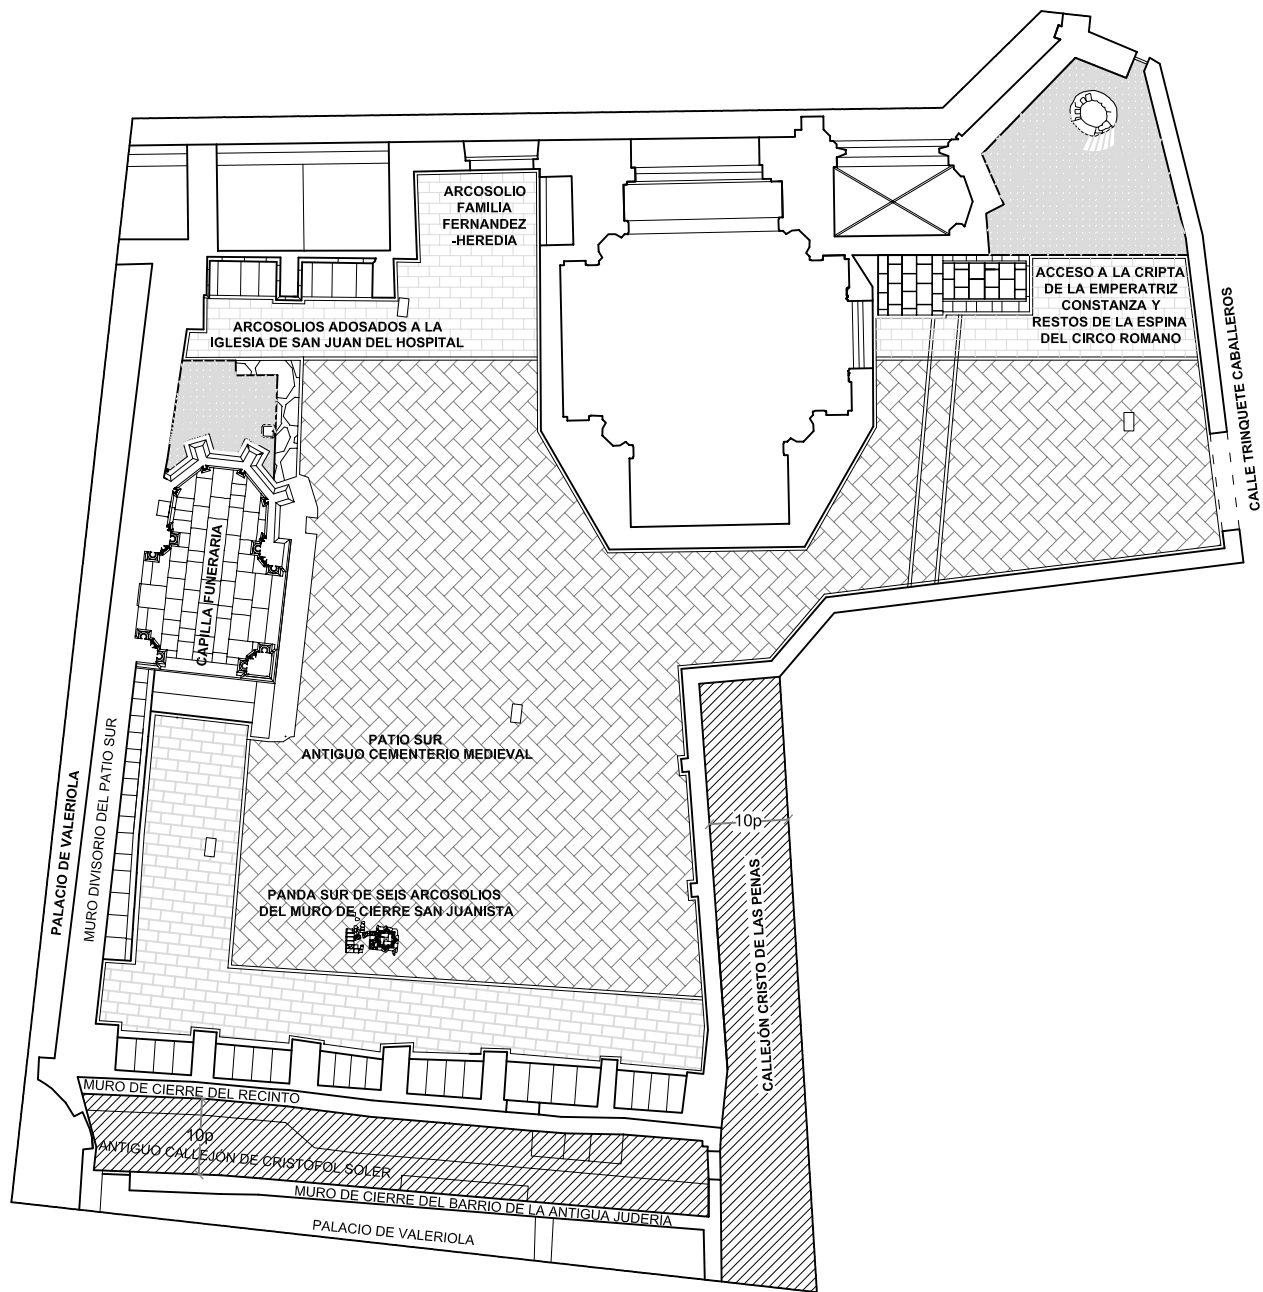 ARCOSOLIO
FAMILIA
FERNANDEZ
-HEREDIA
ACCESO A LA CRIPTA
DE LA EMPERATRIZ
CONSTANZA Y
RESTOS DE LA ESPINA
DEL CIRCO ROMANO
ARCOSOLIOS ADOSADOS A LA
IGLESIA DE SAN JUAN DEL HOSPITAL
CALLE TRINQUETE CABALLEROS
CAPILLA FUNERARIA
PATIO SUR
ANTIGUO CEMENTERIO MEDIEVAL
PALACIO DE VALERIOLA
MURO DIVISORIO DEL PATIO SUR
10p
CALLEJÓN CRISTO DE LAS PENAS
PANDA SUR DE SEIS ARCOSOLIOS
DEL MURO DE CIERRE SAN JUANISTA
MURO DE CIERRE DEL RECINTO
10p
ANTIGUO CALLEJÓN DE CRISTÓFOL SOLER
MURO DE CIERRE DEL BARRIO DE LA ANTIGUA JUDERIA
PALACIO DE VALERIOLA